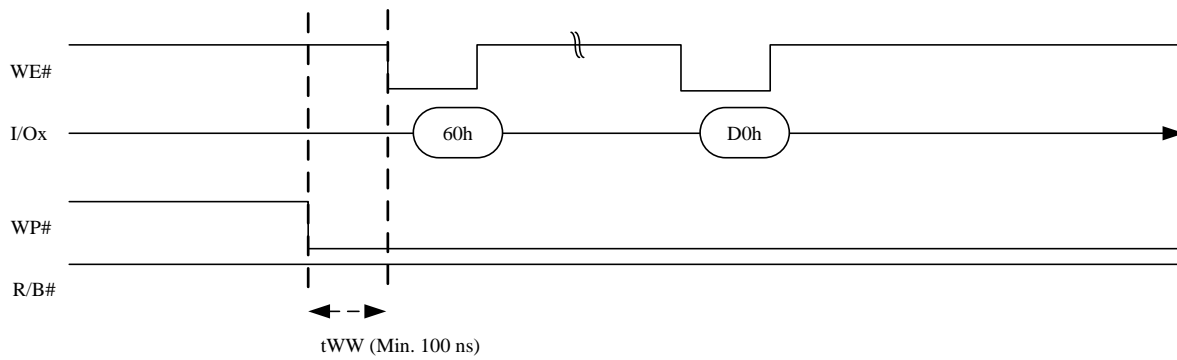 WE#
I/Ox
60h
D0h
WP#
R/B#
tWW (Min. 100 ns)